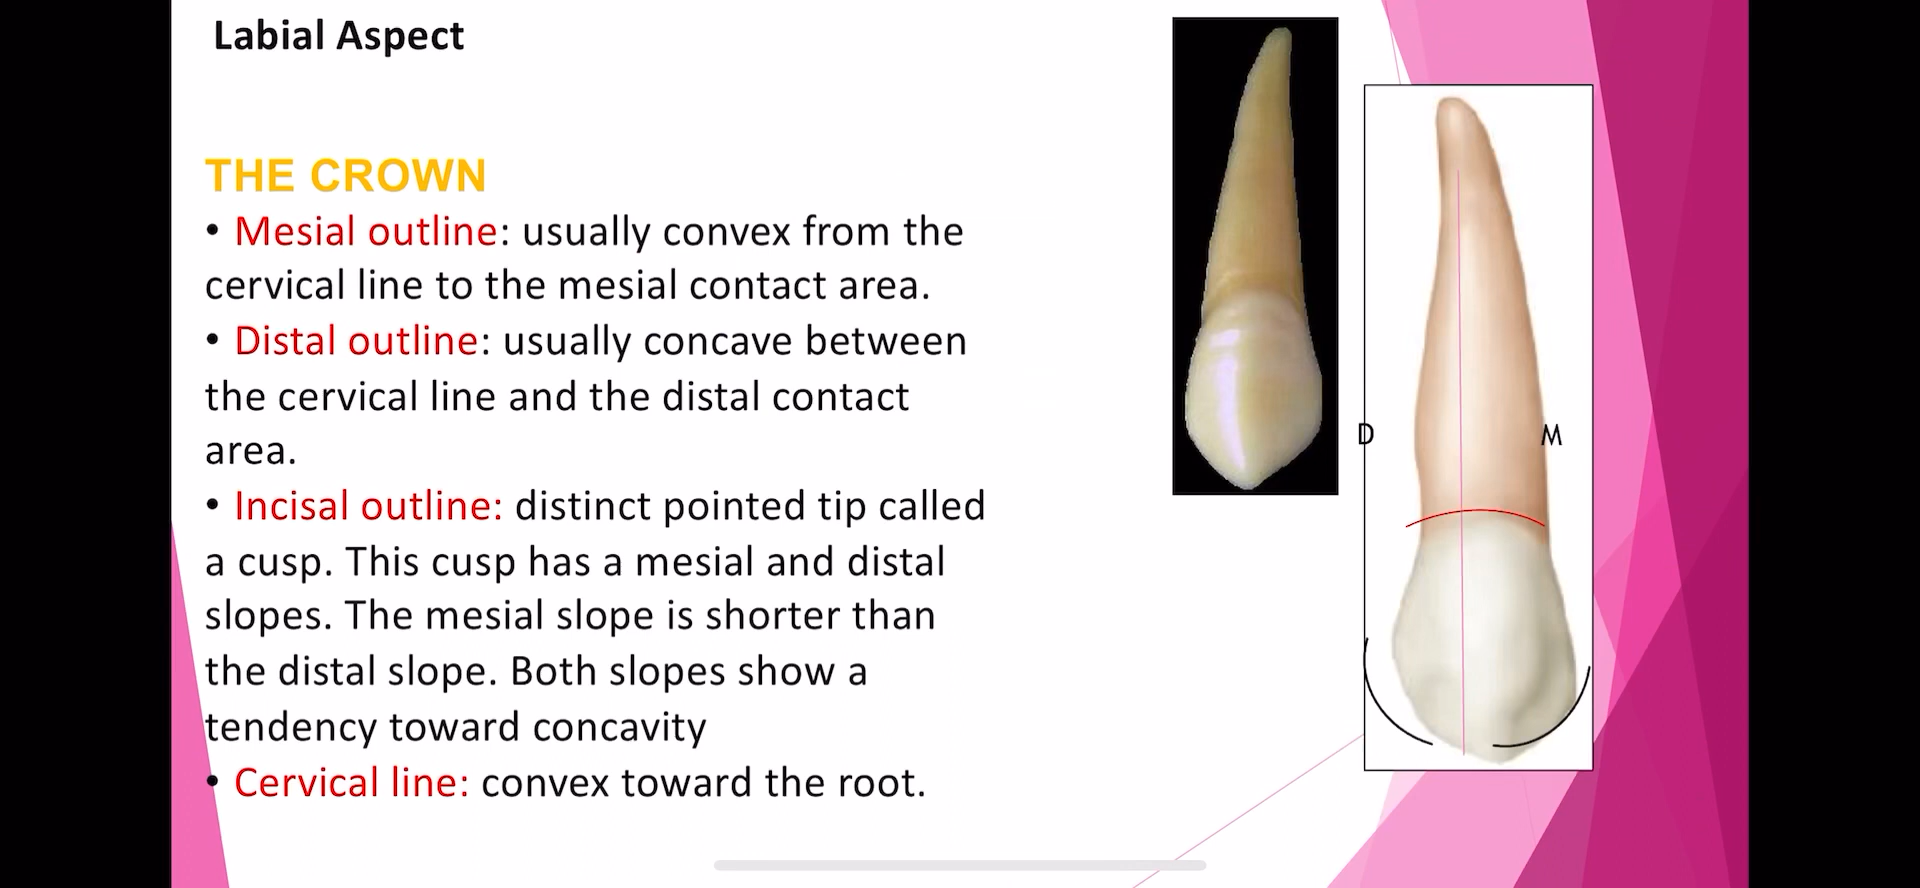 Labial Aspect
THE CROWN
• Mesial outline: usually convex from the
cervical line to the mesial contact area.
• Distal outline: usually concave between
the cervical line and the distal contact
area.
• Incisal outline: distinct pointed tip called
a cusp. This cusp has a mesial and distal
slopes. The mesial slope is shorter than
the distal slope. Both slopes show a
tendency toward concavity
• Cervical line: convex toward the root.
D
M